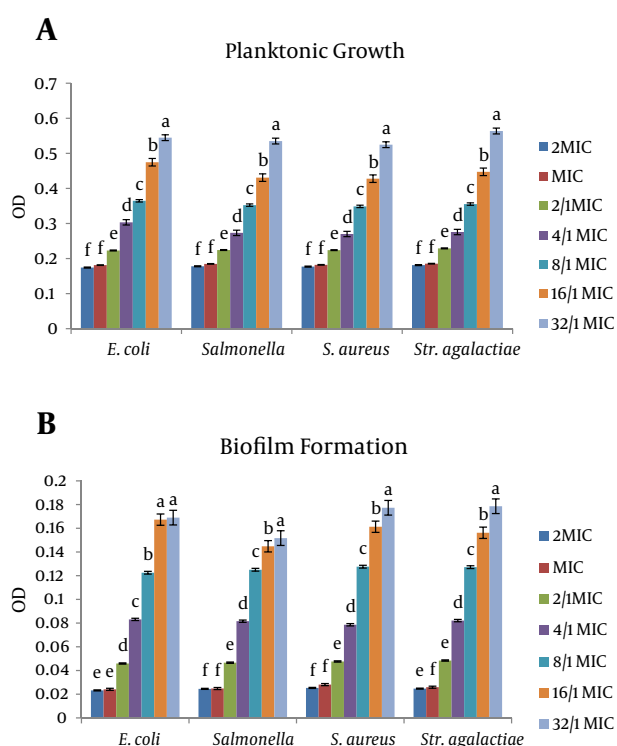 A
Planktonic Growth
0.7
0.6
0.5
0.4
0.3
0.2
0.1
0
OD
f f e d c b a
f f e d c b a
f f e d c b a
f f e d c b a
E. coli Salmonella S. aureus Str. agalactiae
2MIC
MIC
2/1MIC
4/1 MIC
8/1 MIC
16/1 MIC
32/1 MIC
B
Biofilm Formation
0.2
0.18
0.16
0.14
0.12
0.1
0.08
0.06
0.04
0.02
0
OD
e e d c b a a
f f e d c b a
f f e d c b a
e f e d c b a
E. coli Salmonella S. aureus Str. agalactiae
2MIC
MIC
2/1MIC
4/1 MIC
8/1 MIC
16/1 MIC
32/1 MIC